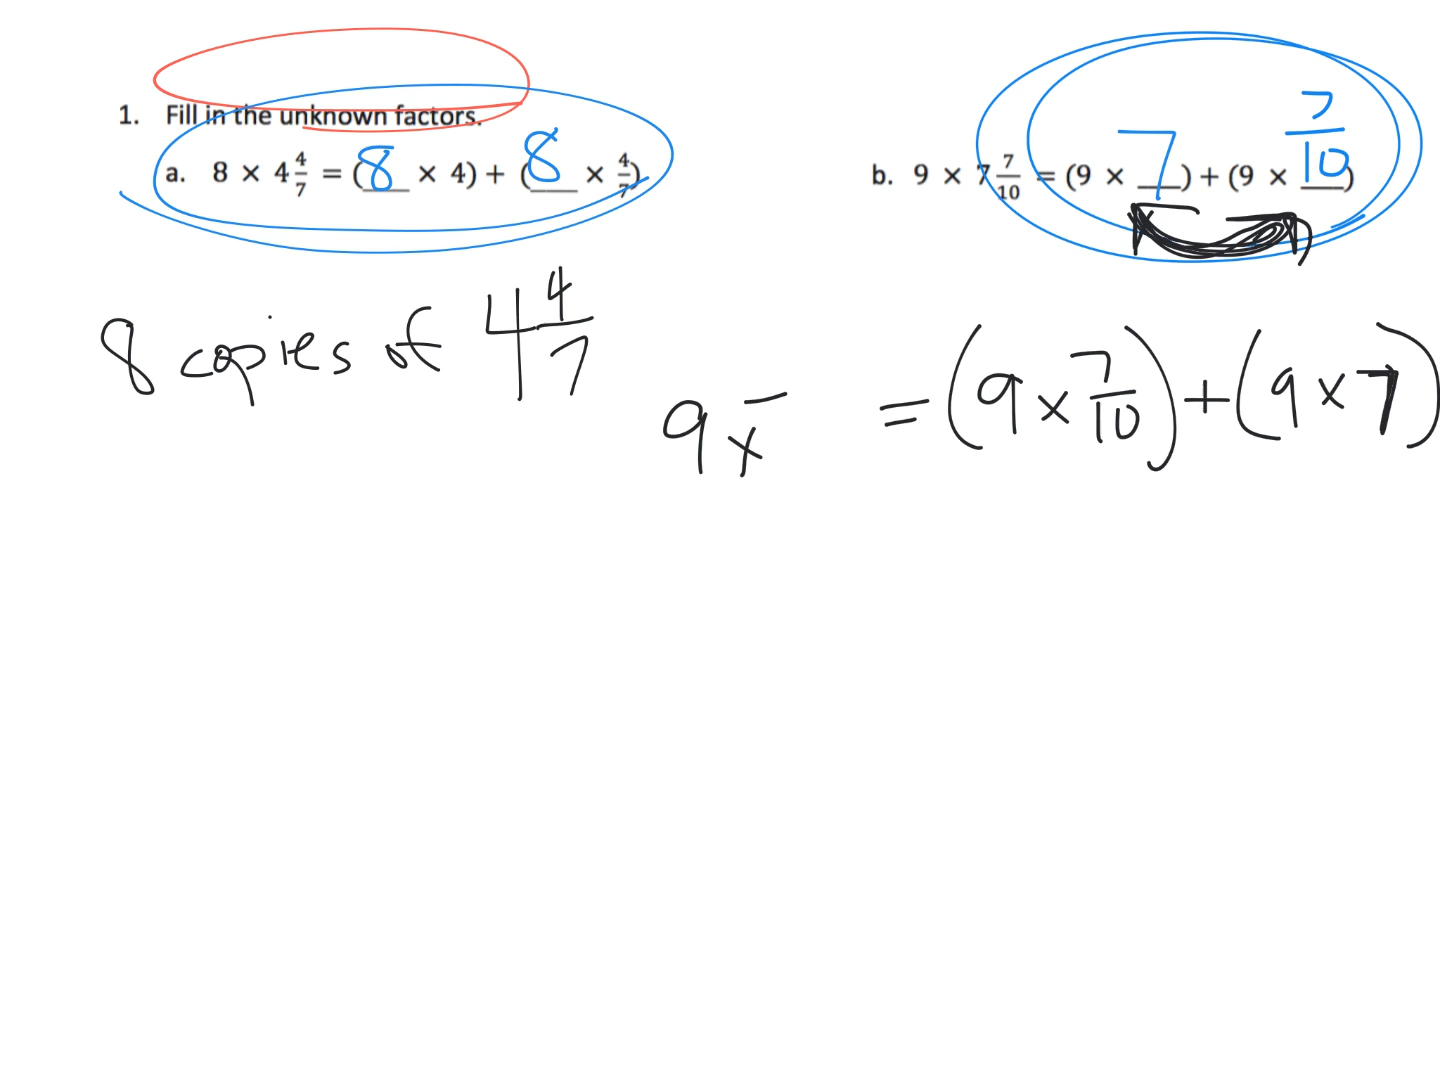 1. Fill in the unknown factors.
a. 8 × 4 4/7 = (8 × 4) + (8 × 4/7)
b. 9 × 7 7/10 = (9 × 7) + (9 × 7/10)
8 copies of 4 4/7
9 x
= (9 x 7/10) + (9 x 7)